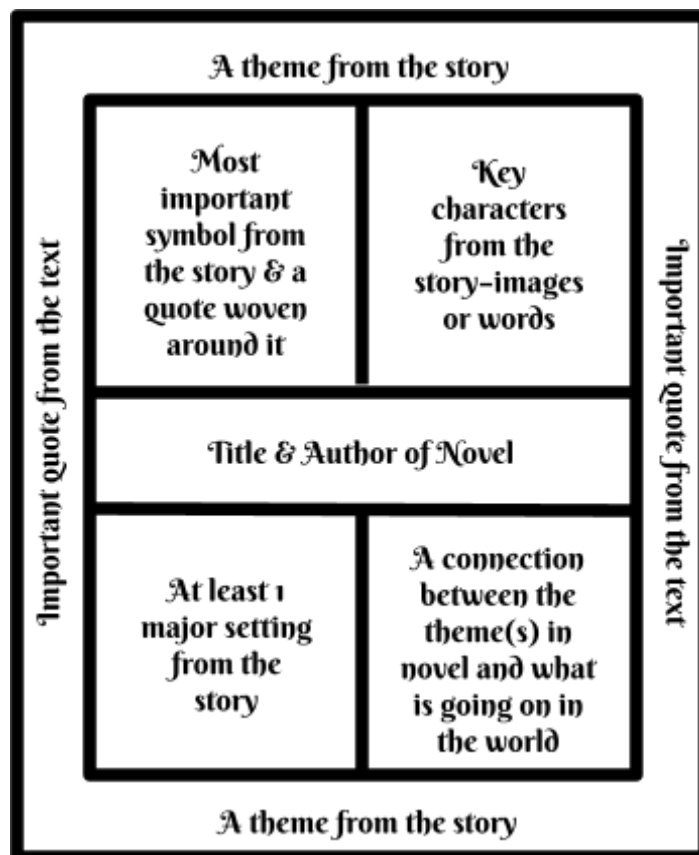 A theme from the story
Most
important
symbol from
the story & a
quote woven
around it
Key
characters
from the
story-images
or words
Important quote from the text
Important quote from the text
Title & Author of Novel
At least 1
major setting
from the
story
A connection
between the
theme(s) in
novel and what
is going on in
the world
A theme from the story